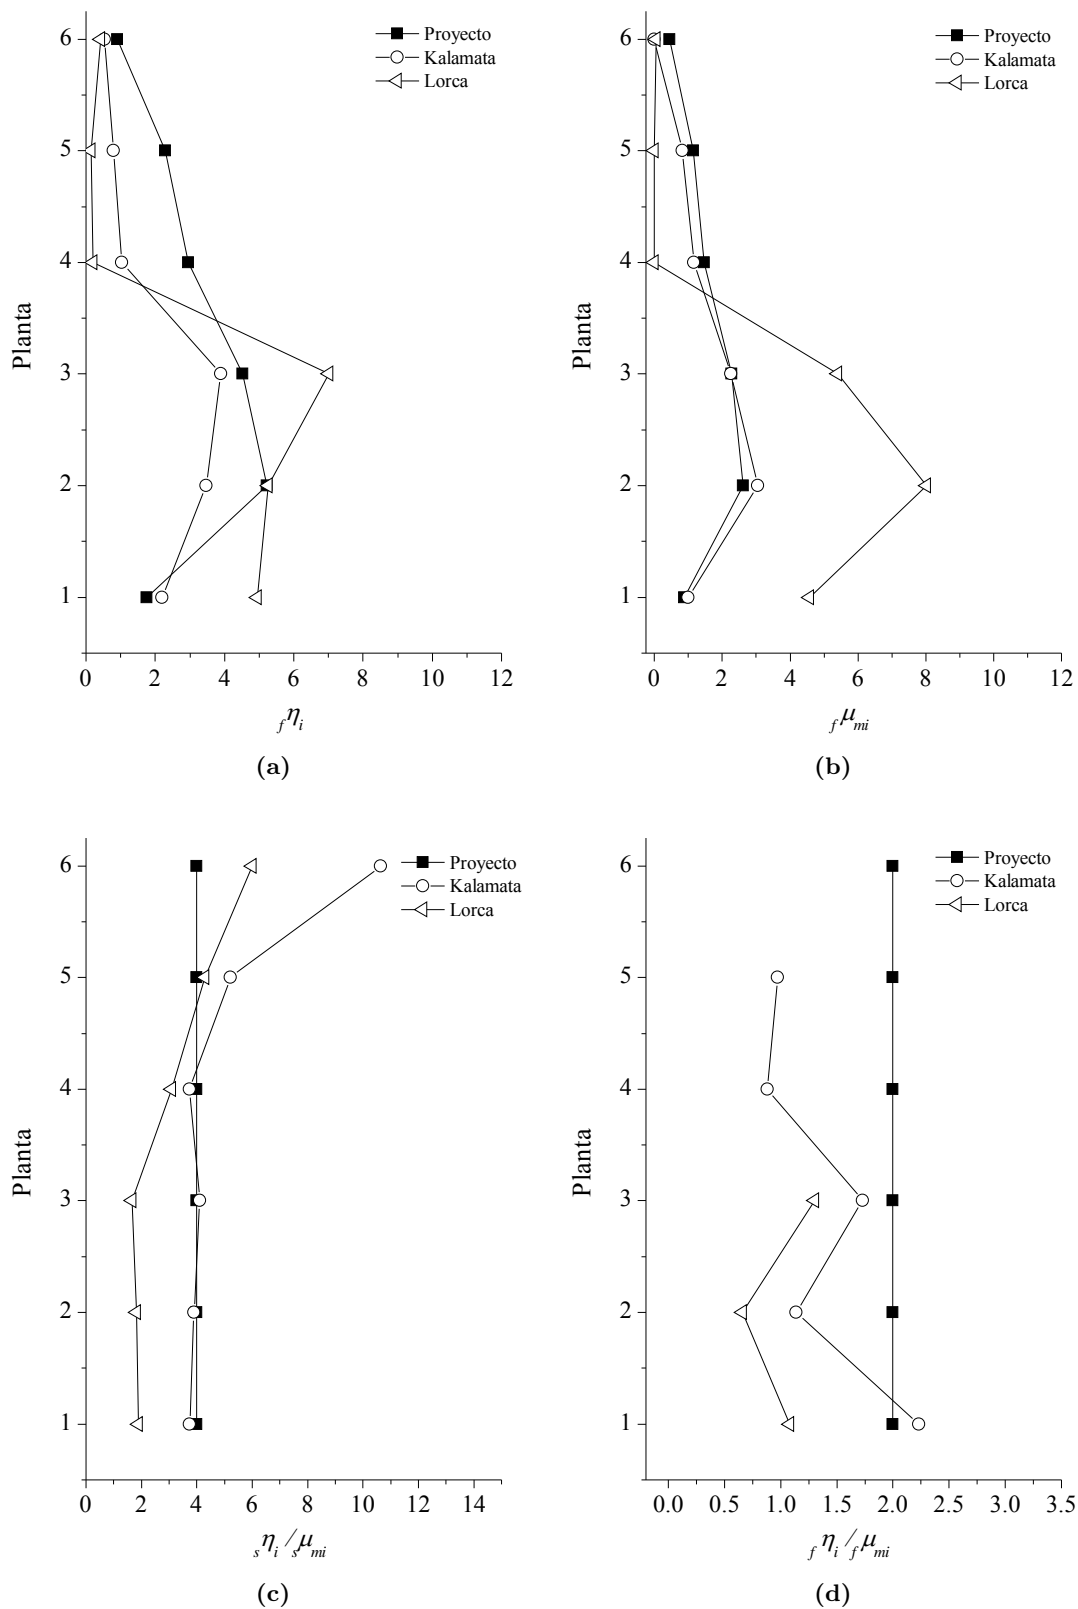 6
5
4
3
2
1
Planta
0 2 4 6 8 10 12
fηi
Proyecto
Kalamata
Lorca
(a)
6
5
4
3
2
1
Planta
0 2 4 6 8 10 12
fμmi
Proyecto
Kalamata
Lorca
(b)
6
5
4
3
2
1
Planta
0 2 4 6 8 10 12 14
sηi/sμmi
Proyecto
Kalamata
Lorca
(c)
6
5
4
3
2
1
Planta
0.0 0.5 1.0 1.5 2.0 2.5 3.0 3.5
fηi/fμmi
Proyecto
Kalamata
Lorca
(d)